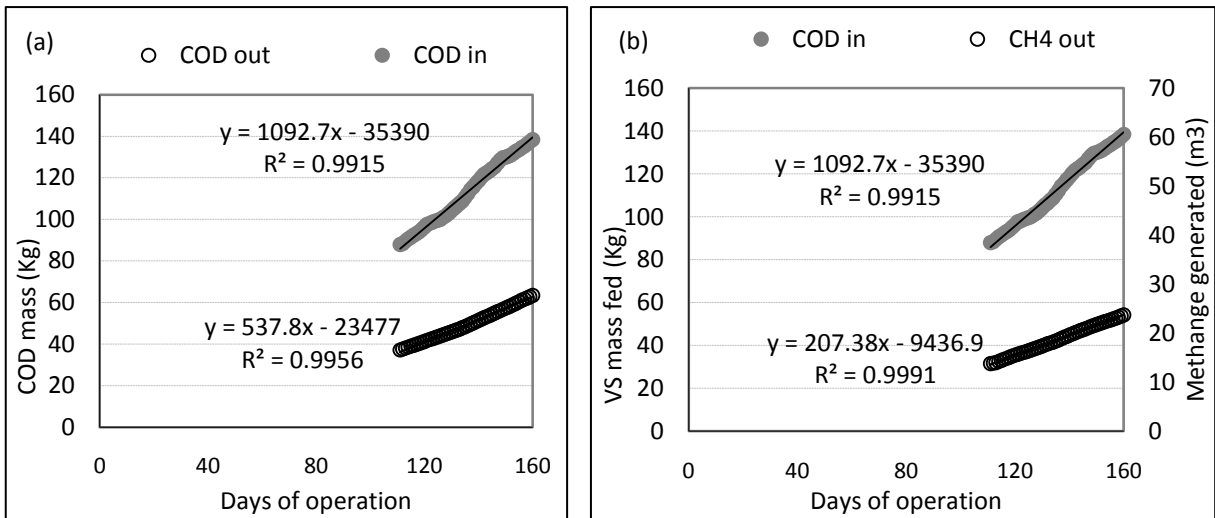 (a)
COD out COD in
COD mass (Kg)
160
140
120
100
80
60
40
20
0
y = 1092.7x - 35390
R² = 0.9915
y = 537.8x - 23477
R² = 0.9956
0 40 80 120 160
Days of operation
(b)
COD in CH4 out
VS mass fed (Kg)
160
140
120
100
80
60
40
20
0
y = 1092.7x - 35390
R² = 0.9915
y = 207.38x - 9436.9
R² = 0.9991
70
60
50
40
30
20
10
0
Methange generated (m3)
0 40 80 120 160
Days of operation